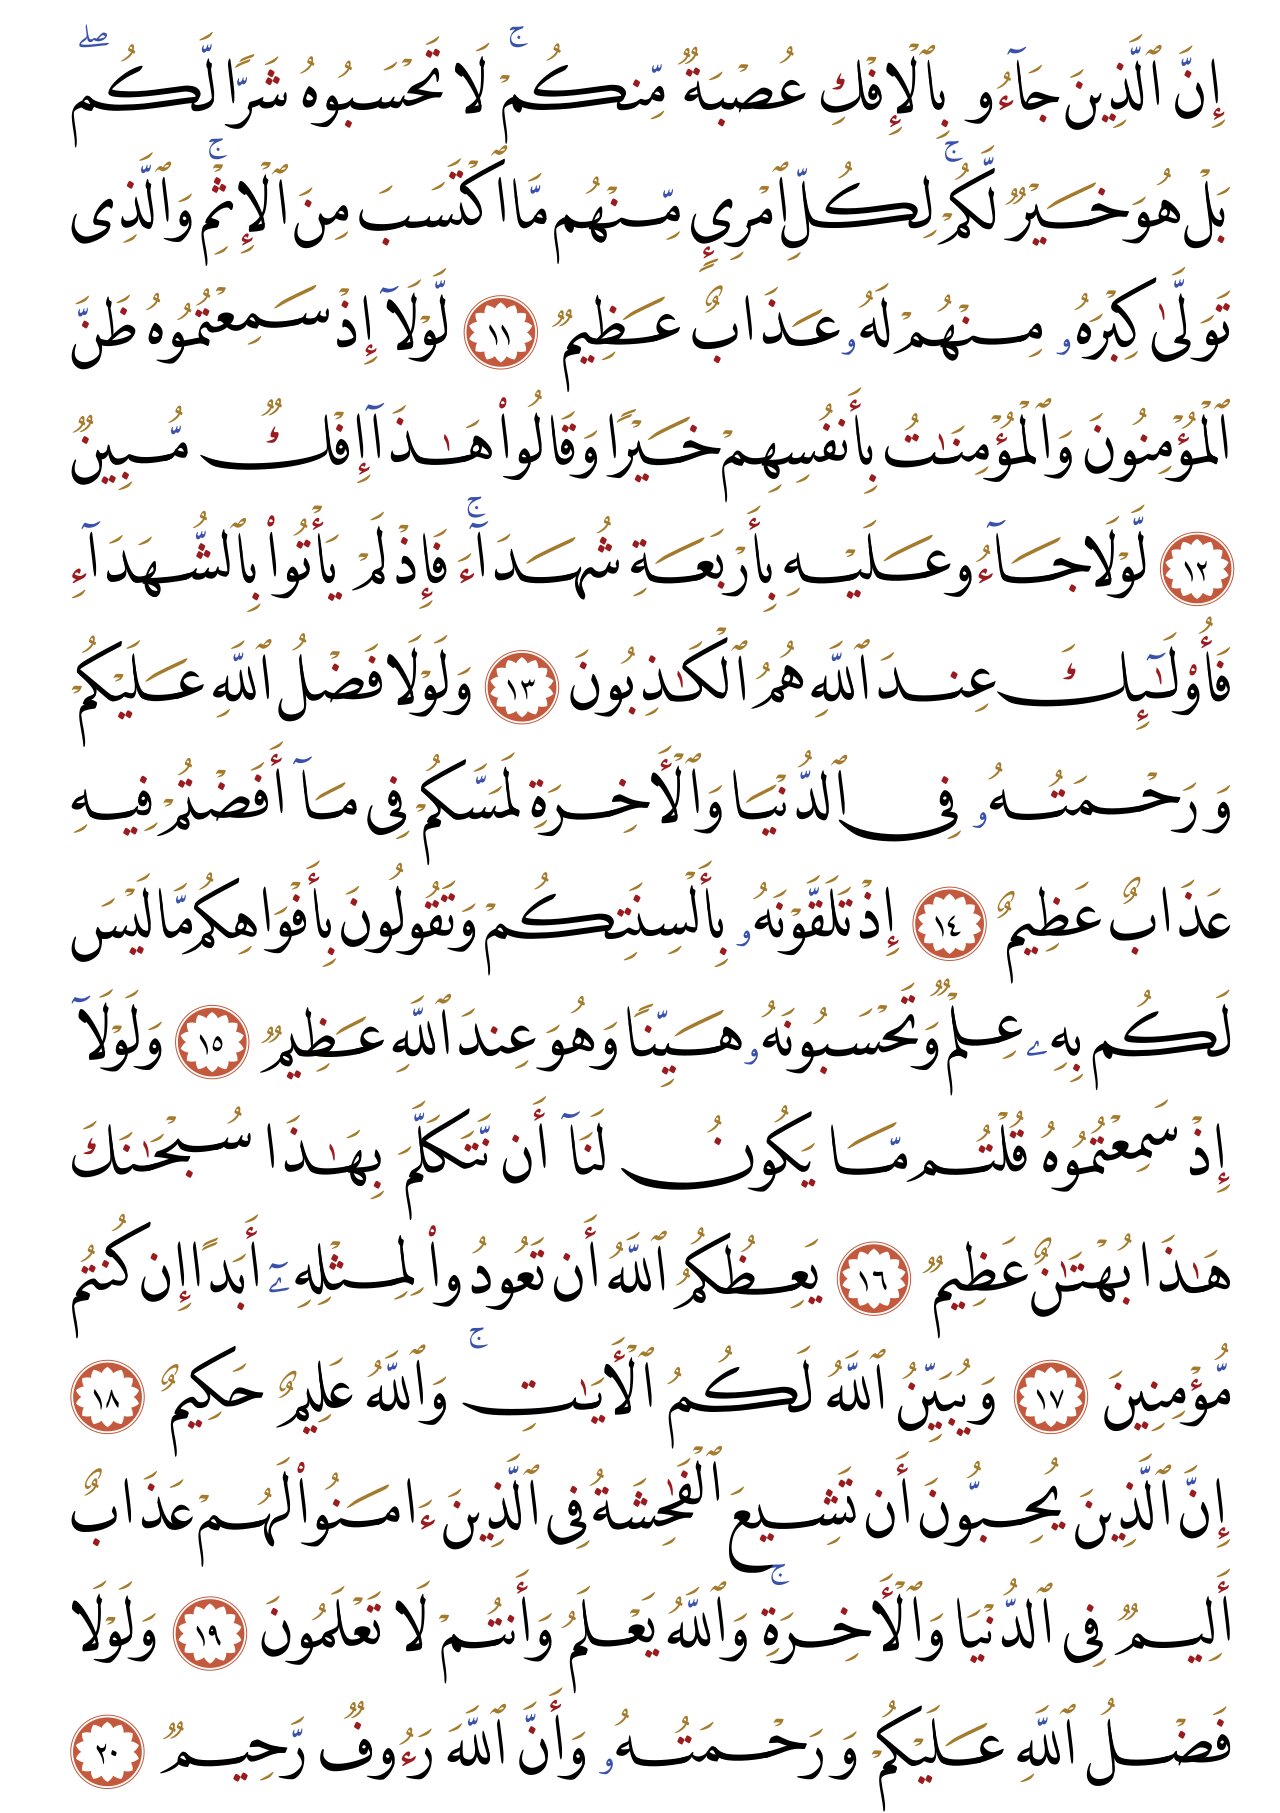 إِنَّ ٱلَّذِينَ جَآءُو بِٱلْإِفْكِ عُصْبَةٌ مِّنكُمْ ۚ لَا تَحْسَبُوهُ شَرًّا لَّكُم ۖ
بَلْ هُوَ خَيْرٌ لَّكُمْ ۚ لِكُلِّ ٱمْرِئٍ مِّنْهُم مَّا ٱكْتَسَبَ مِنَ ٱلْإِثْمِ ۚ وَٱلَّذِى
تَوَلَّىٰ كِبْرَهُۥ مِنْهُمْ لَهُۥ عَذَابٌ عَظِيمٌ ١١ لَّوْلَآ إِذْ سَمِعْتُمُوهُ ظَنَّ
ٱلْمُؤْمِنُونَ وَٱلْمُؤْمِنَـٰتُ بِأَنفُسِهِمْ خَيْرًا وَقَالُوا۟ هَـٰذَآ إِفْكٌ مُّبِينٌ
١٢ لَّوْلَا جَآءُو عَلَيْهِ بِأَرْبَعَةِ شُهَدَآءَ ۚ فَإِذْ لَمْ يَأْتُوا۟ بِٱلشُّهَدَآءِ
فَأُو۟لَـٰٓئِكَ عِندَ ٱللَّهِ هُمُ ٱلْكَـٰذِبُونَ ١٣ وَلَوْلَا فَضْلُ ٱللَّهِ عَلَيْكُمْ
وَرَحْمَتُهُۥ فِى ٱلدُّنْيَا وَٱلْأَخِرَةِ لَمَسَّكُمْ فِى مَآ أَفَضْتُمْ فِيهِ
عَذَابٌ عَظِيمٌ ١٤ إِذْ تَلَقَّوْنَهُۥ بِأَلْسِنَتِكُمْ وَتَقُولُونَ بِأَفْوَاهِكُم مَّا لَيْسَ
لَكُم بِهِۦ عِلْمٌ وَتَحْسَبُونَهُۥ هَيِّنًا وَهُوَ عِندَ ٱللَّهِ عَظِيمٌ ١٥ وَلَوْلَآ
إِذْ سَمِعْتُمُوهُ قُلْتُم مَّا يَكُونُ لَنَآ أَن نَّتَكَلَّمَ بِهَـٰذَا سُبْحَـٰنَكَ
هَـٰذَا بُهْتَـٰنٌ عَظِيمٌ ١٦ يَعِظُكُمُ ٱللَّهُ أَن تَعُودُوا۟ لِمِثْلِهِۦٓ أَبَدًا إِن كُنتُم
مُّؤْمِنِينَ ١٧ وَيُبَيِّنُ ٱللَّهُ لَكُمُ ٱلْأَيَـٰتِ ۚ وَٱللَّهُ عَلِيمٌ حَكِيمٌ ١٨
إِنَّ ٱلَّذِينَ يُحِبُّونَ أَن تَشِيعَ ٱلْفَـٰحِشَةُ فِى ٱلَّذِينَ ءَامَنُوا۟ لَهُمْ عَذَابٌ
أَلِيمٌ فِى ٱلدُّنْيَا وَٱلْأَخِرَةِ ۚ وَٱللَّهُ يَعْلَمُ وَأَنتُمْ لَا تَعْلَمُونَ ١٩ وَلَوْلَا
فَضْلُ ٱللَّهِ عَلَيْكُمْ وَرَحْمَتُهُۥ وَأَنَّ ٱللَّهَ رَءُوفٌ رَّحِيمٌ ٢٠